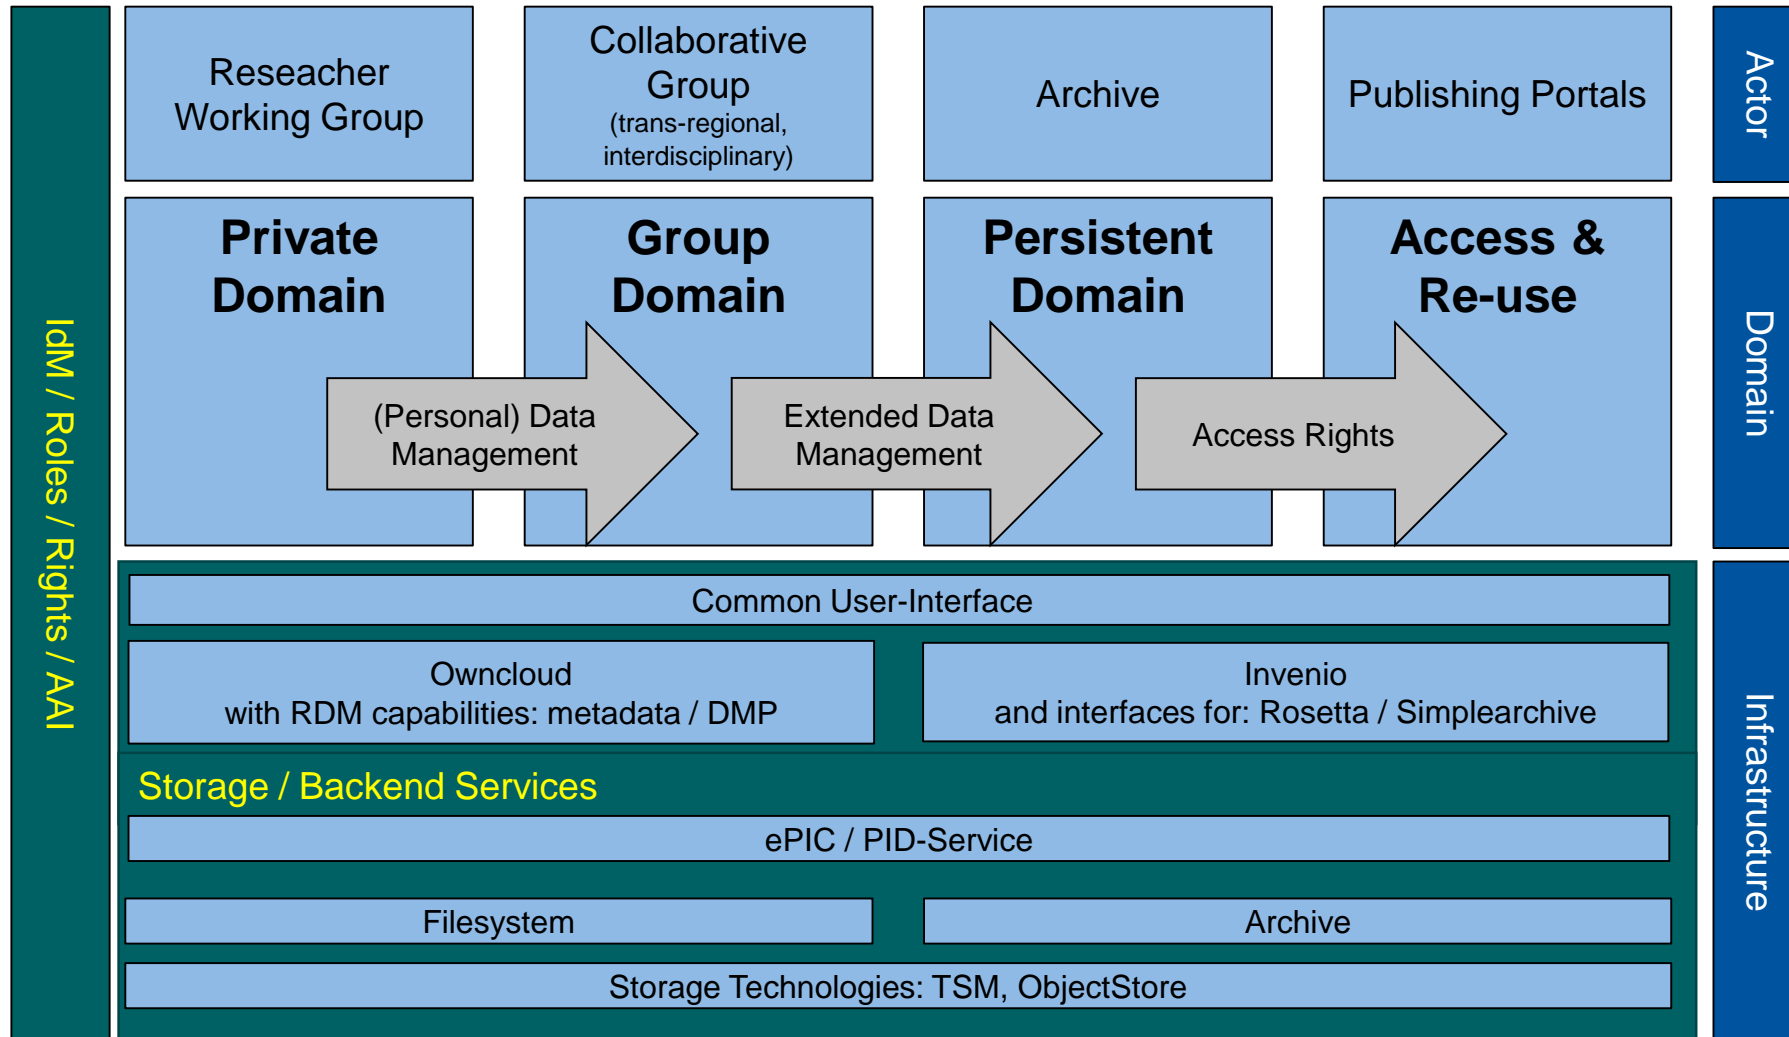 Reseacher
Working Group
Collaborative
Group
(trans-regional,
interdisciplinary)
Archive
Publishing Portals
Actor
Private
Domain
Group
Domain
Persistent
Domain
Access &
Re-use
Domain
(Personal) Data
Management
Extended Data
Management
Access Rights
IdM / Roles / Rights / AAI
Common User-Interface
Owncloud
with RDM capabilities: metadata / DMP
Invenio
and interfaces for: Rosetta / Simplearchive
Infrastructure
Storage / Backend Services
ePIC / PID-Service
Filesystem
Archive
Storage Technologies: TSM, ObjectStore